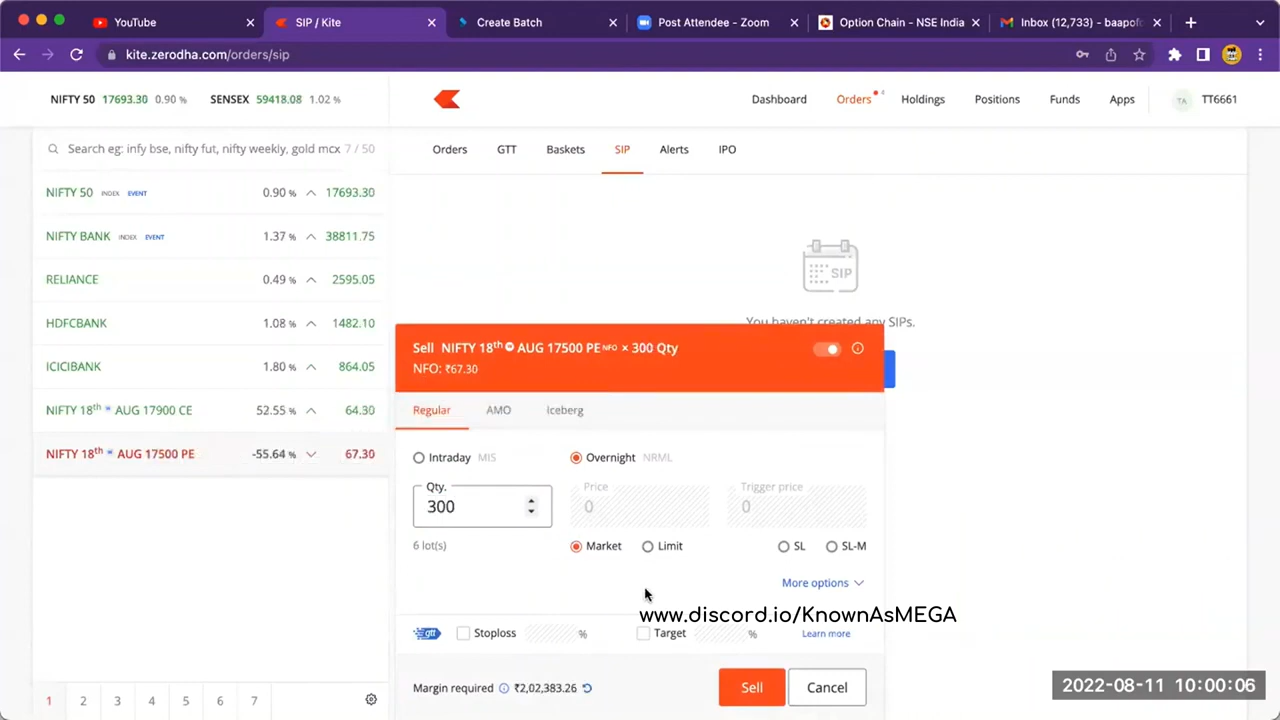 YouTube
SIP / Kite
Create Batch
Post Attendee - Zoom
Option Chain - NSE India
Inbox (12,733) - baapofc
kite.zerodha.com/orders/sip
NIFTY 50 17693.30 0.90 % SENSEX 59418.08 1.02 %
Dashboard Orders 4 Holdings Positions Funds Apps TA TT6661
Search eg: infy bse, nifty fut, nifty weekly, gold mcx 7 / 50
Orders GTT Baskets SIP Alerts IPO
NIFTY 50 INDEX EVENT 0.90 % 17693.30
NIFTY BANK INDEX EVENT 1.37 % 38811.75
RELIANCE 0.49 % 2595.05
HDFCBANK 1.08 % 1482.10
ICICIBANK 1.80 % 864.05
NIFTY 18th W AUG 17900 CE 52.55 % 64.30
NIFTY 18th W AUG 17500 PE -55.64 % 67.30
SIP
You haven't created any SIPs.
Sell NIFTY 18th W AUG 17500 PE NFO × 300 Qty
NFO: ₹67.30
Regular AMO Iceberg
Intraday MIS Overnight NRML
Qty. Price Trigger price
300 0 0
6 lot(s) Market Limit SL SL-M
More options
www.discord.io/KnownAsMEGA
gtt Stoploss % Target % Learn more
Margin required ₹2,02,383.26 Sell Cancel
1 2 3 4 5 6 7
2022-08-11 10:00:06